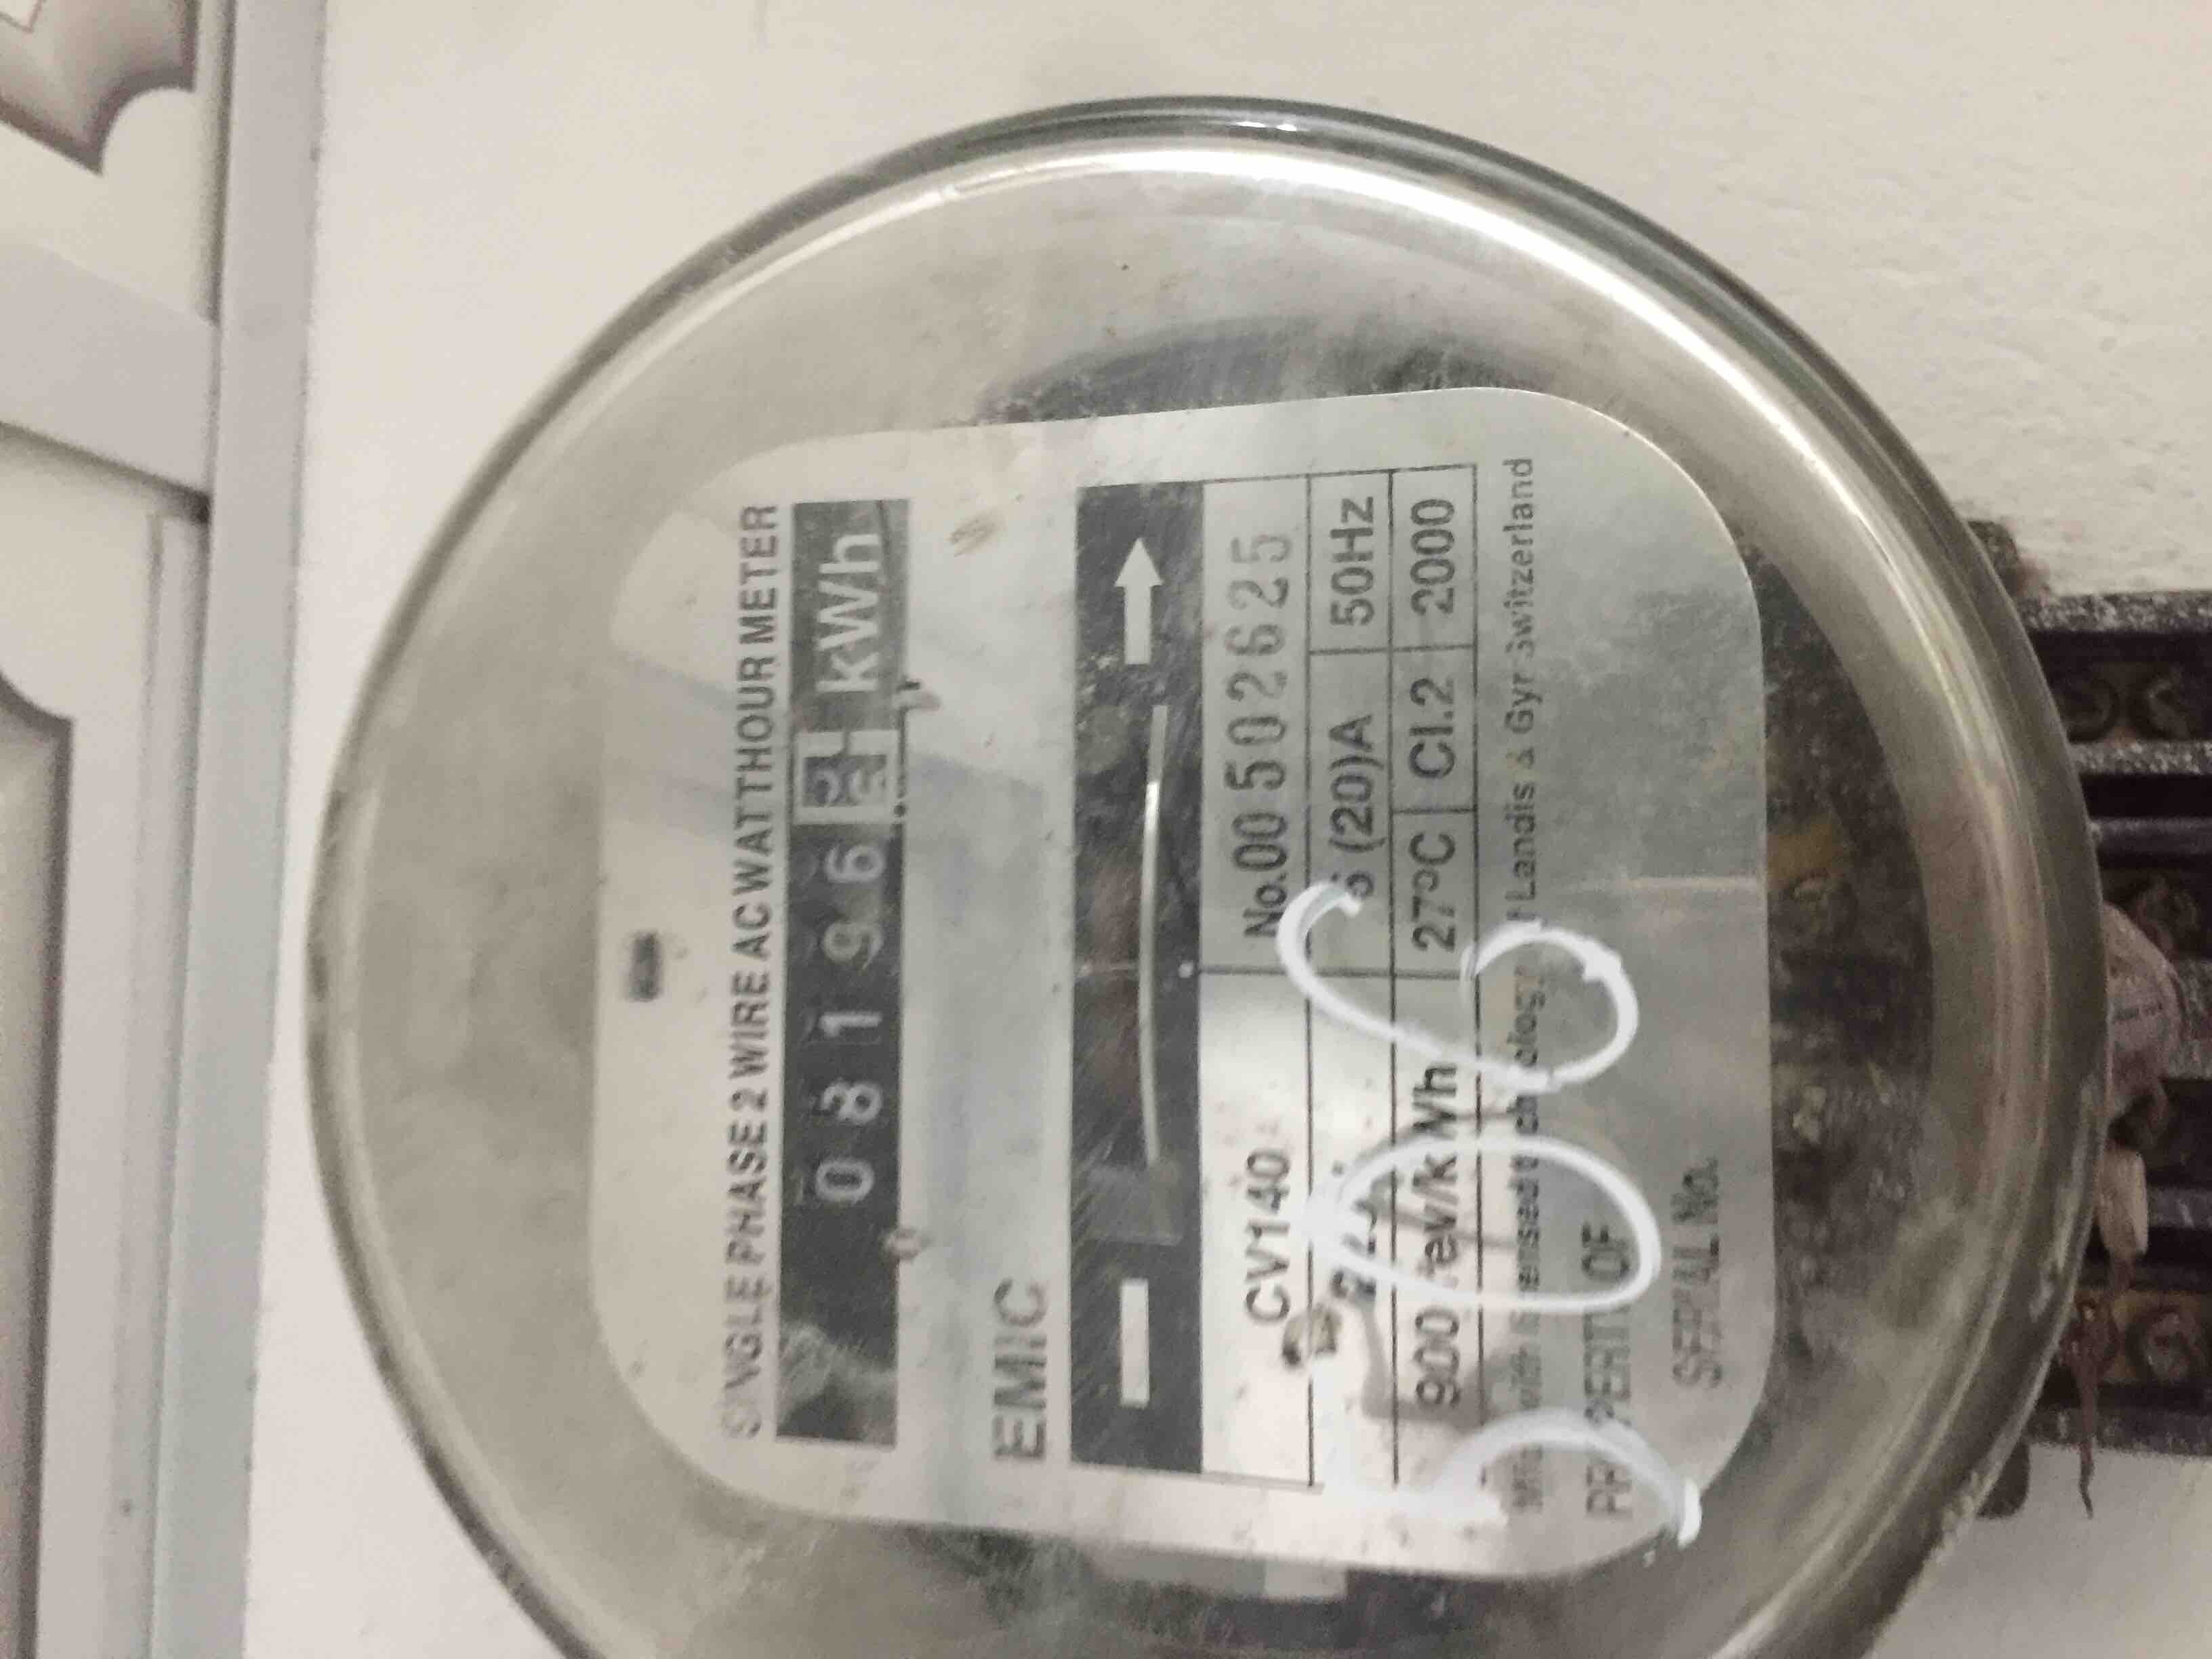 SINGLE PHASE 2 WIRE AC WATTHOUR METER
0 8 1 9 6 kWh
EMIC
CV140 No.00 502625
5 (20)A 50Hz
900 rev/kWh 27°C Cl.2 2000
Landis & Gyr Switzerland
PROPERTY OF
SERIAL No.